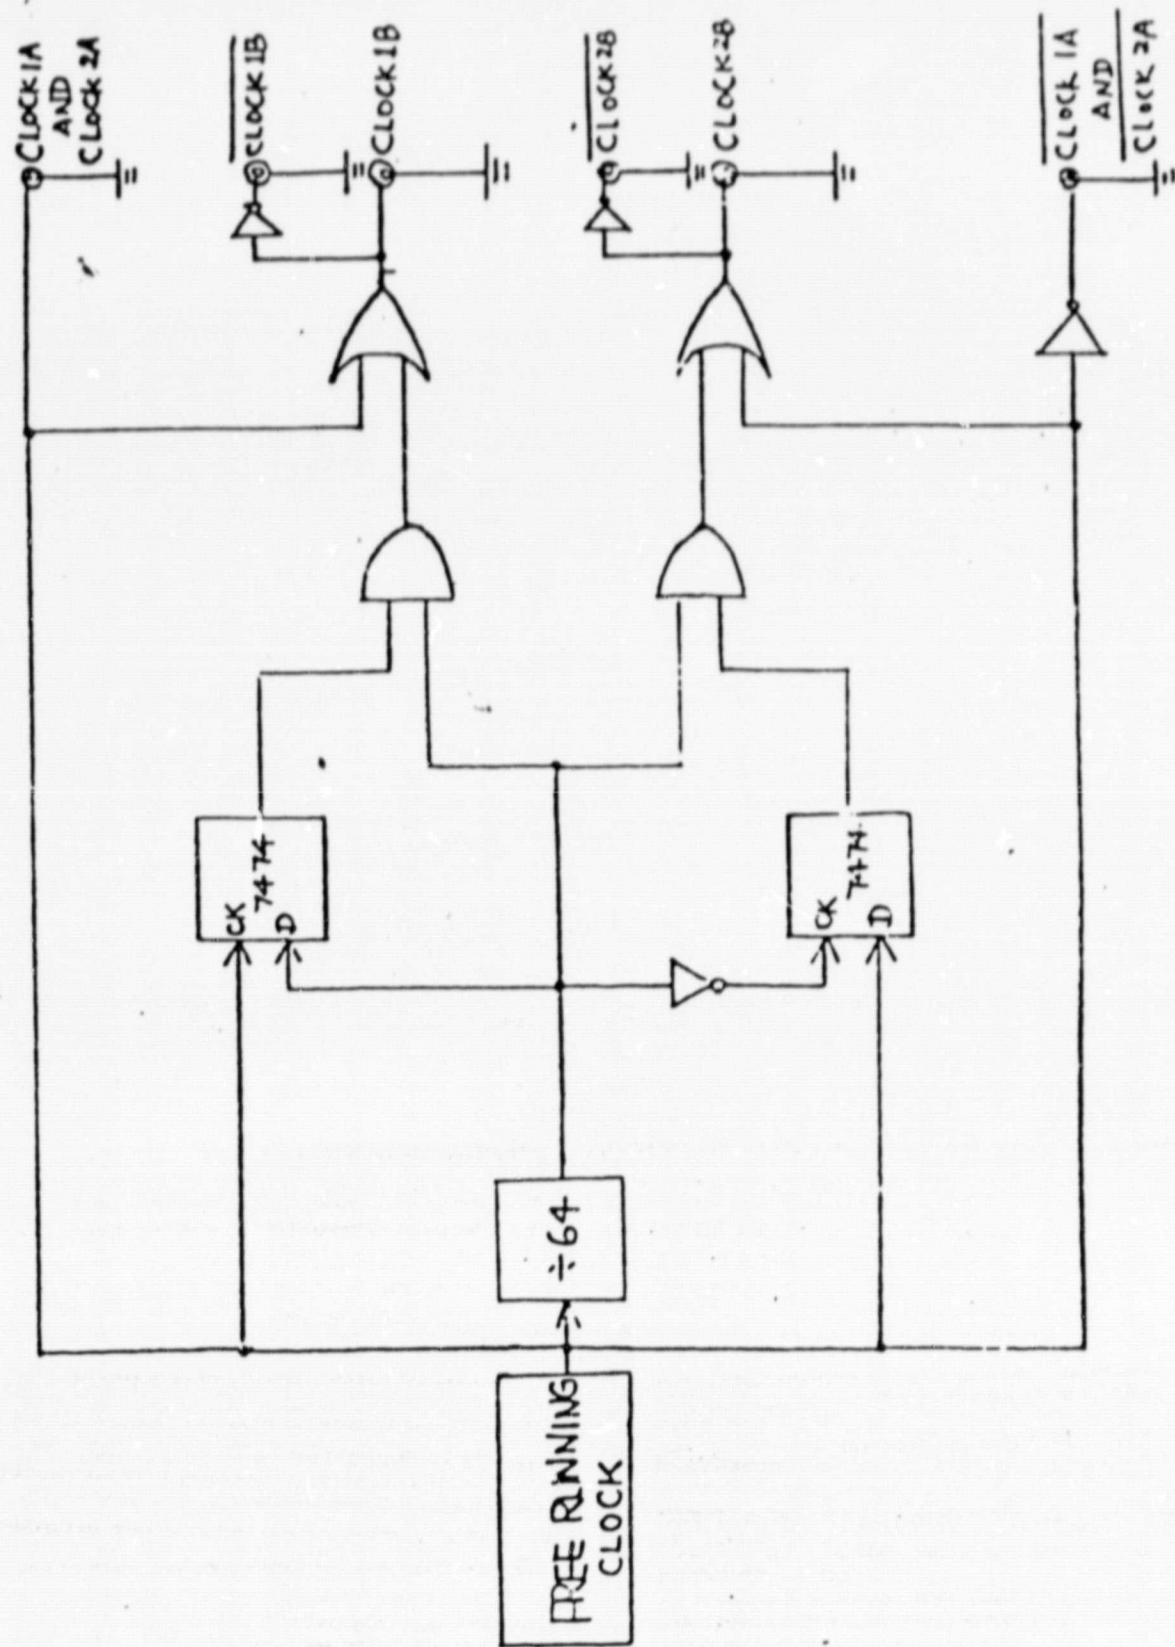 CLOCK 1A
AND
CLOCK 2A
CLOCK 1B
CLOCK 1B
CLOCK 2B
CLOCK 2B
CLOCK 1A
AND
CLOCK 2A
7474
CK
D
7474
CK
D
÷64
FREE RUNNING
CLOCK